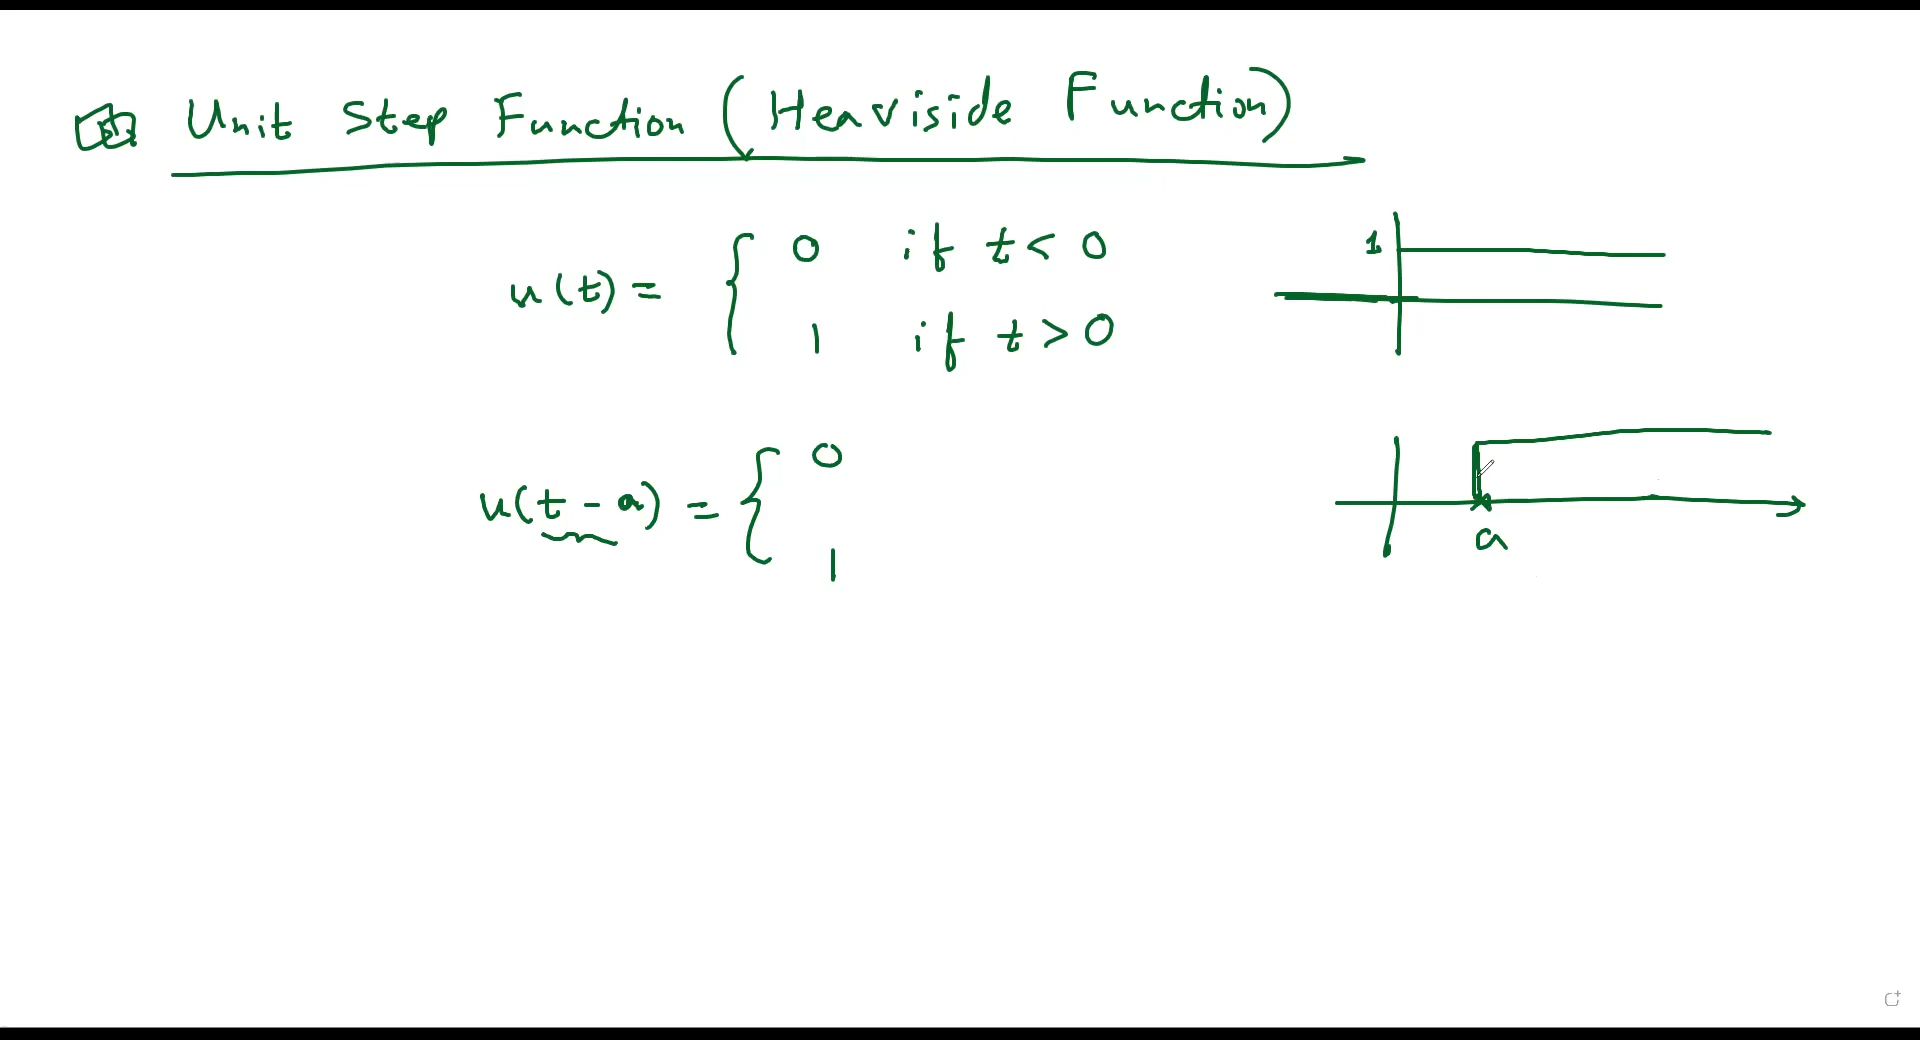 Unit Step Function (Heaviside Function)
u(t) = { 0 if t < 0
1 if t > 0
1
u(t - a) = { 0
1
a